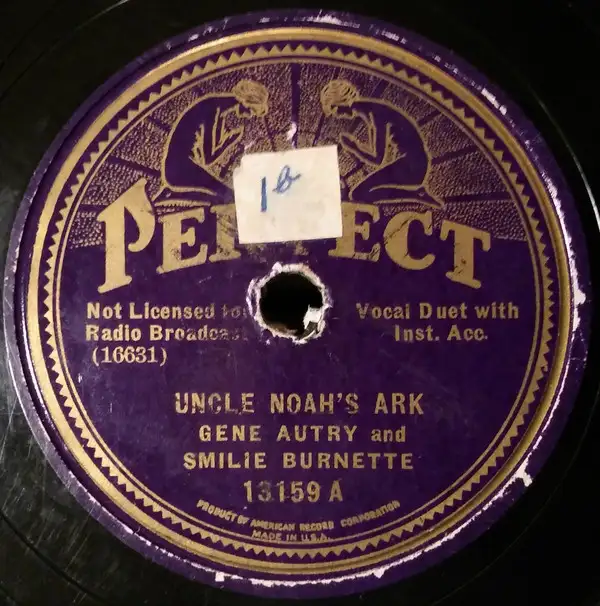 1b
PERFECT
Not Licensed for
Radio Broadcast
(16631)
Vocal Duet with
Inst. Acc.
UNCLE NOAH'S ARK
GENE AUTRY and
SMILIE BURNETTE
13159 A
PRODUCT OF AMERICAN RECORD CORPORATION
MADE IN U.S.A.